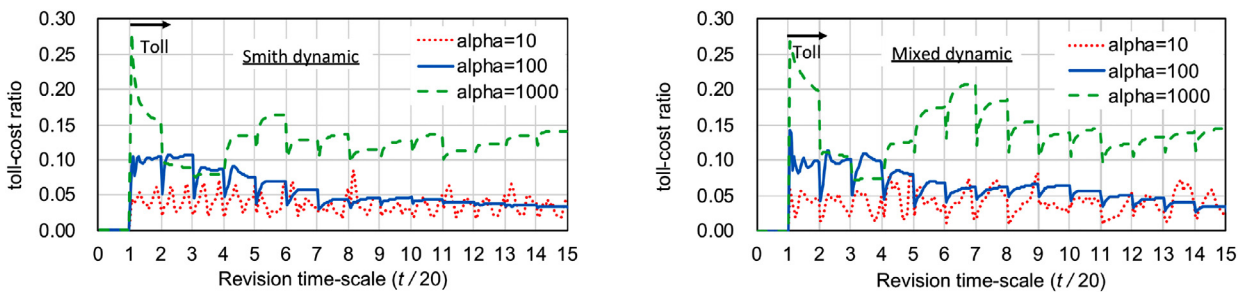 0.30
0.25
0.20
0.15
0.10
0.05
0.00
toll-cost ratio
Toll
Smith dynamic
alpha=10
alpha=100
alpha=1000
0 1 2 3 4 5 6 7 8 9 10 11 12 13 14 15
Revision time-scale (t / 20)
0.30
0.25
0.20
0.15
0.10
0.05
0.00
toll-cost ratio
Toll
Mixed dynamic
alpha=10
alpha=100
alpha=1000
0 1 2 3 4 5 6 7 8 9 10 11 12 13 14 15
Revision time-scale (t / 20)